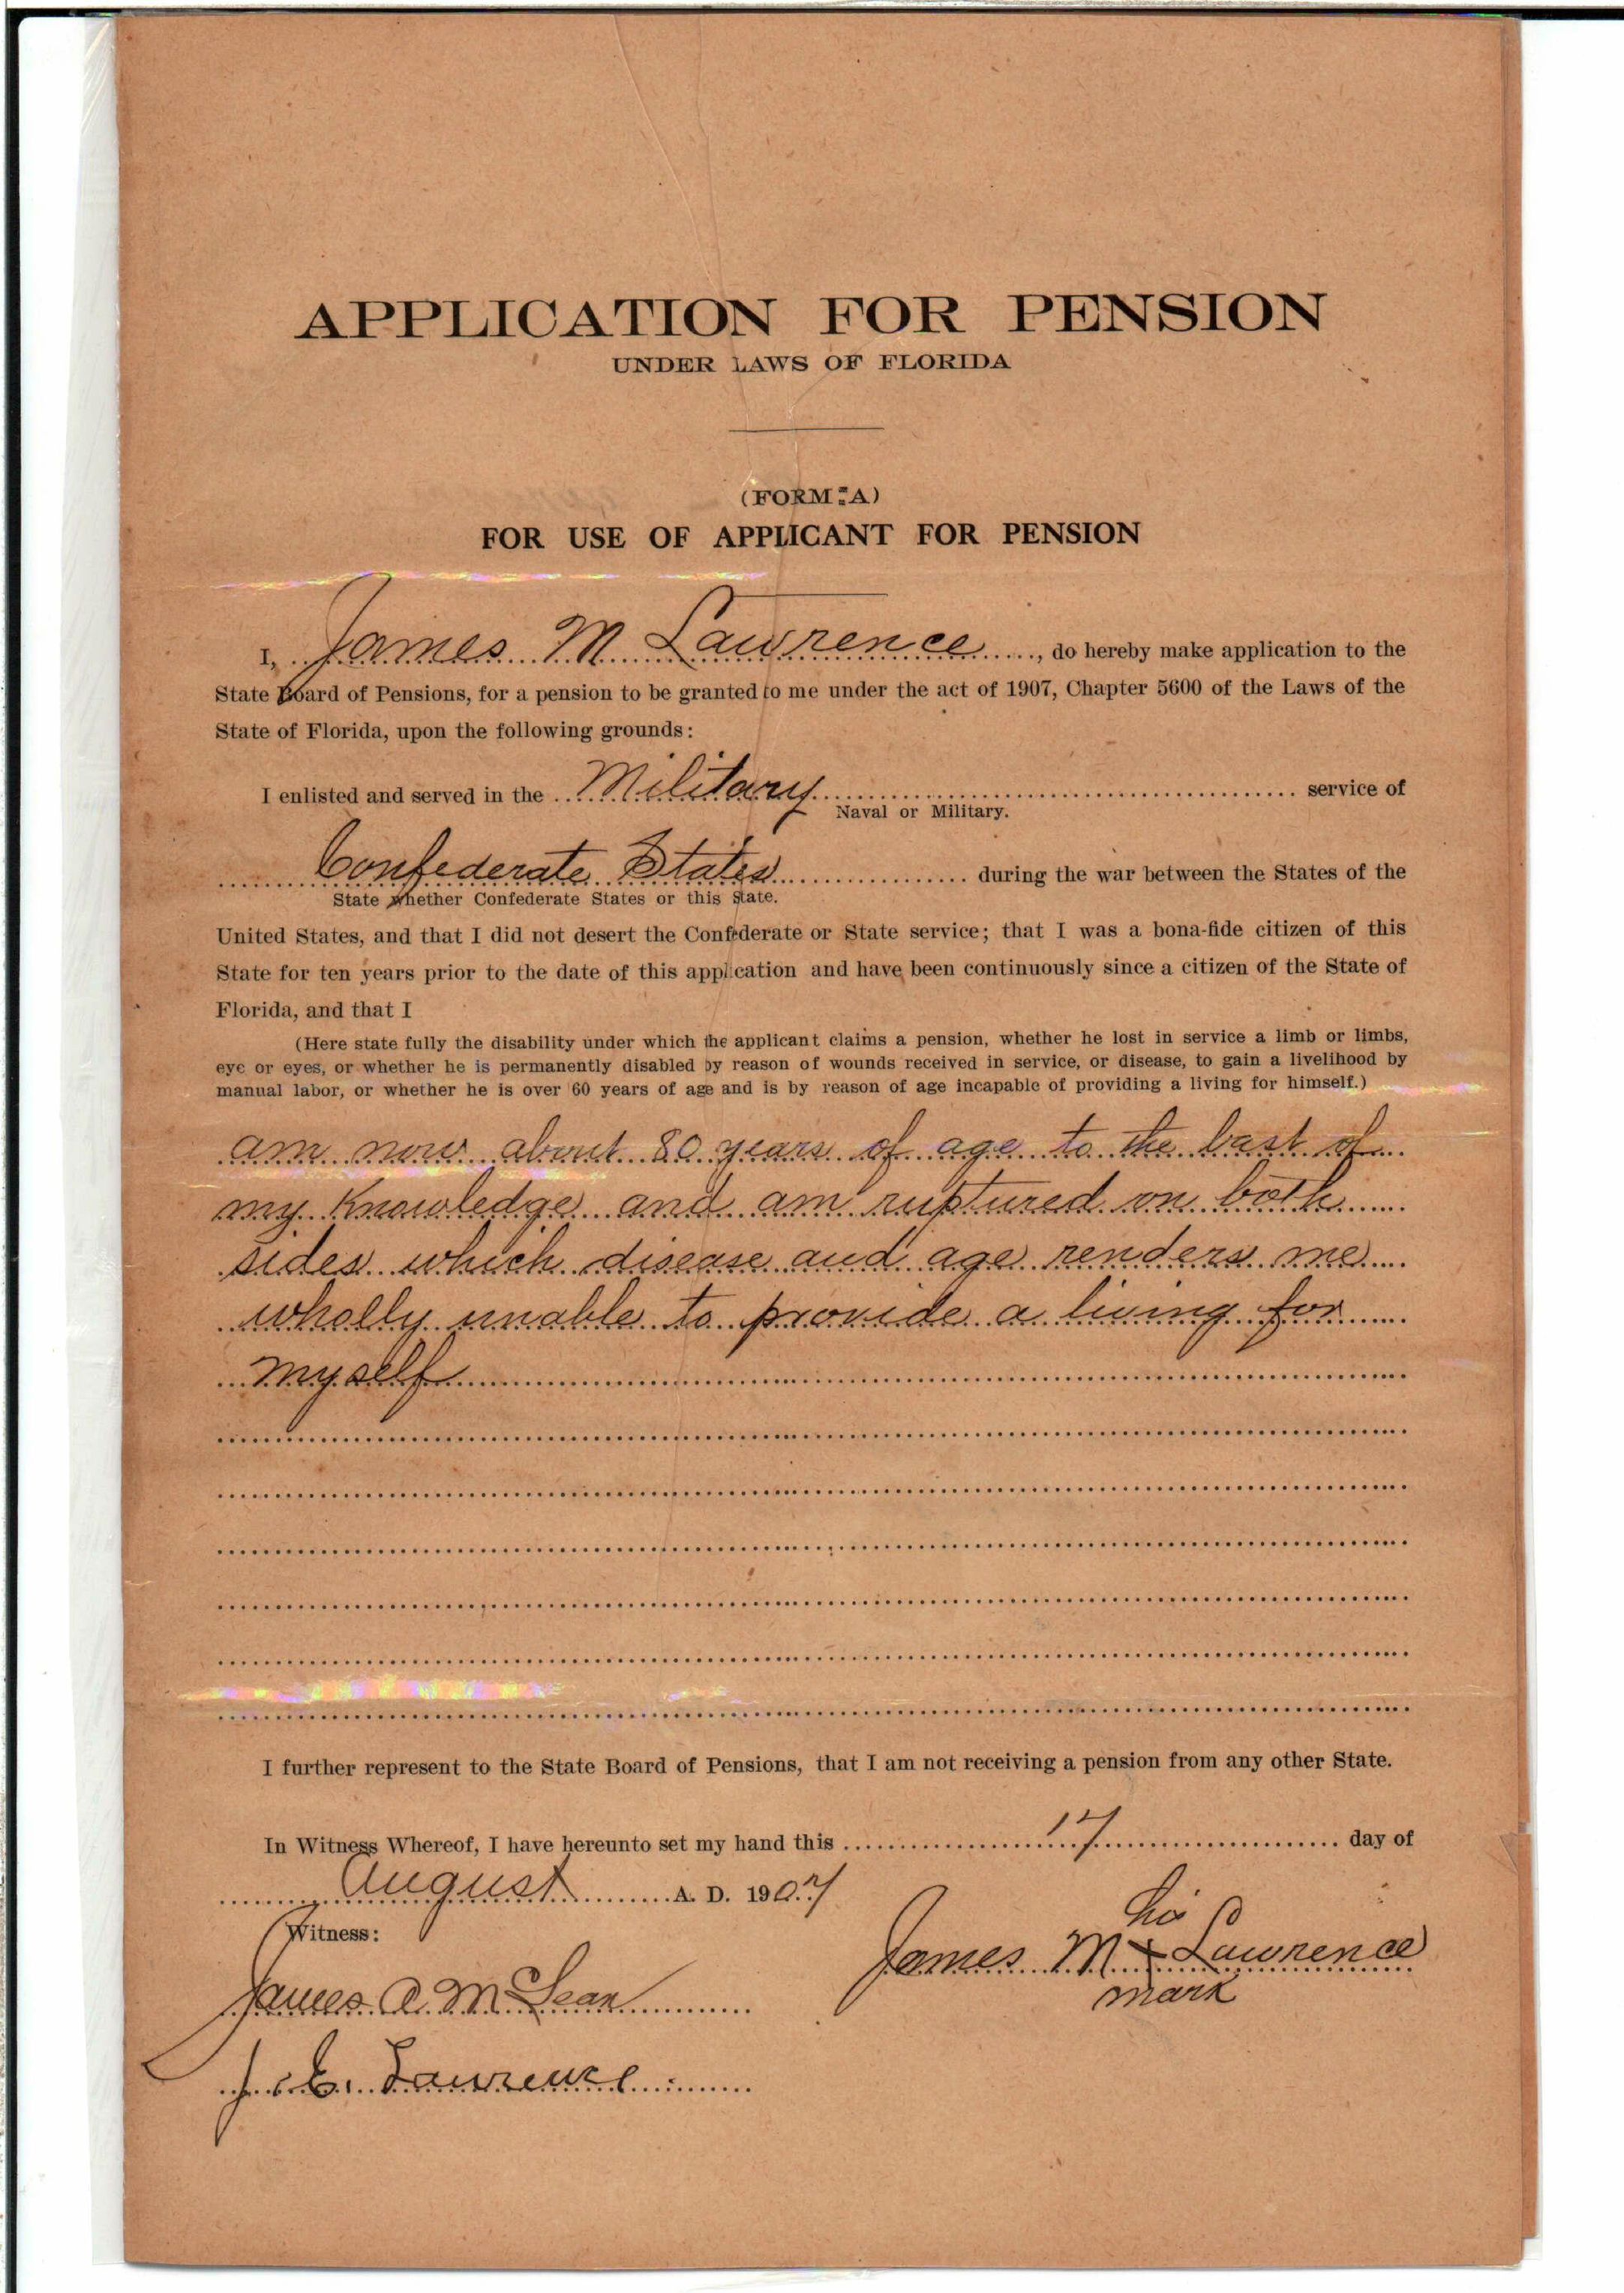 APPLICATION FOR PENSION
UNDER LAWS OF FLORIDA
(FORM A)
FOR USE OF APPLICANT FOR PENSION
I, James M Lawrence, do hereby make application to the
State Board of Pensions, for a pension to be granted to me under the act of 1907, Chapter 5600 of the Laws of the
State of Florida, upon the following grounds:
I enlisted and served in the Military service of
Naval or Military.
Confederate States during the war between the States of the
State whether Confederate States or this State.
United States, and that I did not desert the Confederate or State service; that I was a bona-fide citizen of this
State for ten years prior to the date of this application and have been continuously since a citizen of the State of
Florida, and that I
(Here state fully the disability under which the applicant claims a pension, whether he lost in service a limb or limbs,
eye or eyes, or whether he is permanently disabled by reason of wounds received in service, or disease, to gain a livelihood by
manual labor, or whether he is over 60 years of age and is by reason of age incapable of providing a living for himself.)
am now about 80 years of age to the best of
my Knowledge and am ruptured on both
sides which disease and age renders me
wholly unable to provide a living for
myself
I further represent to the State Board of Pensions, that I am not receiving a pension from any other State.
In Witness Whereof, I have hereunto set my hand this 17 day of
August A. D. 1907
Witness:
his
James M X Lawrence
mark
James A. McLean
J. E. Lawrence